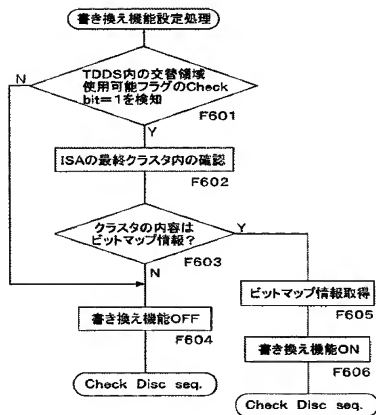 書き換え機能設定処理
N
TDDS内の交替領域
使用可能フラグのCheck
bit=1を検知
F601
Y
ISAの最終クラスタ内の確認
F602
クラスタの内容は
ビットマップ情報?
Y
F603
N
ビットマップ情報取得
F605
書き換え機能OFF
F604
書き換え機能ON
F606
Check Disc seq.
Check Disc seq.